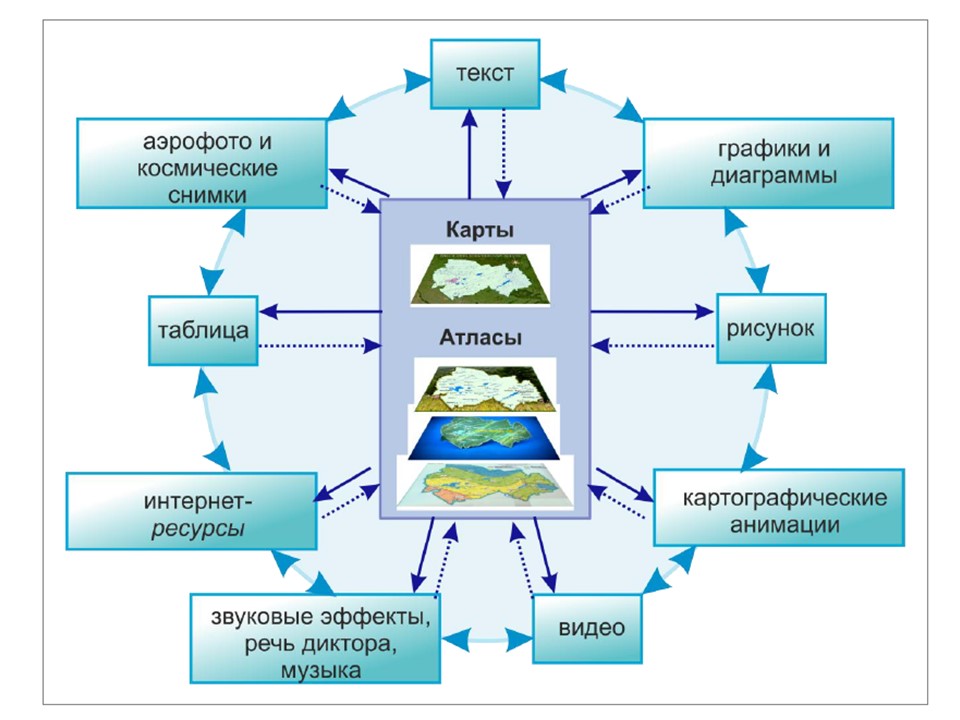 текст
аэрофото и
космические
снимки
графики и
диаграммы
Карты
таблица
рисунок
Атласы
интернет-
ресурсы
картографические
анимации
звуковые эффекты,
речь диктора,
музыка
видео